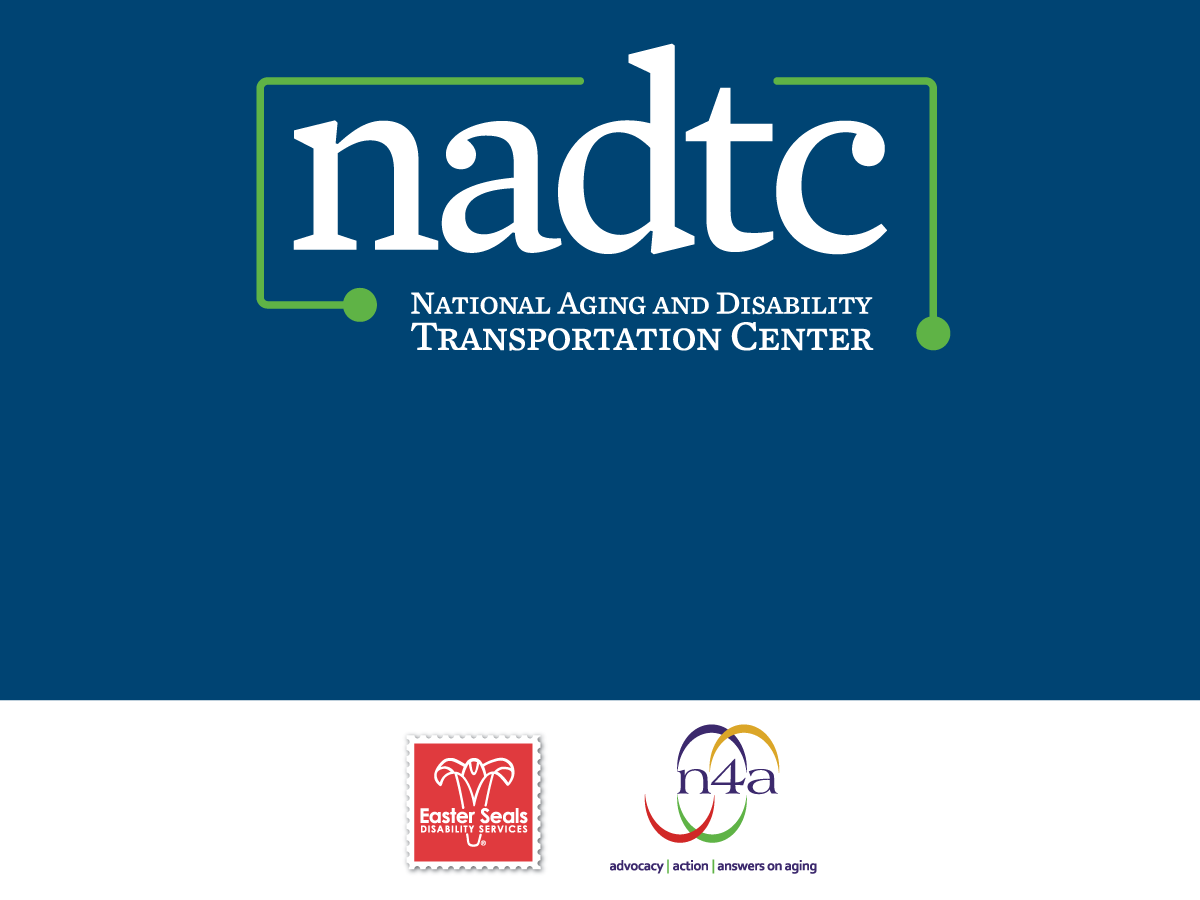 nadtc
NATIONAL AGING AND DISABILITY
TRANSPORTATION CENTER
Easter Seals
DISABILITY SERVICES
®
n4a
advocacy | action | answers on aging